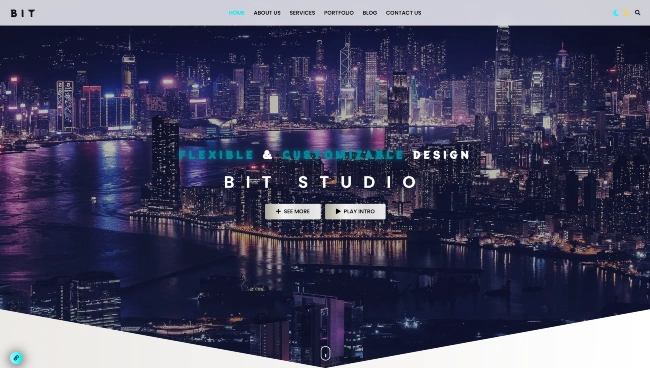 BIT
HOME ABOUT US SERVICES PORTFOLIO BLOG CONTACT US
FLEXIBLE & CUSTOMIZABLE DESIGN
BIT STUDIO
SEE MORE PLAY INTRO